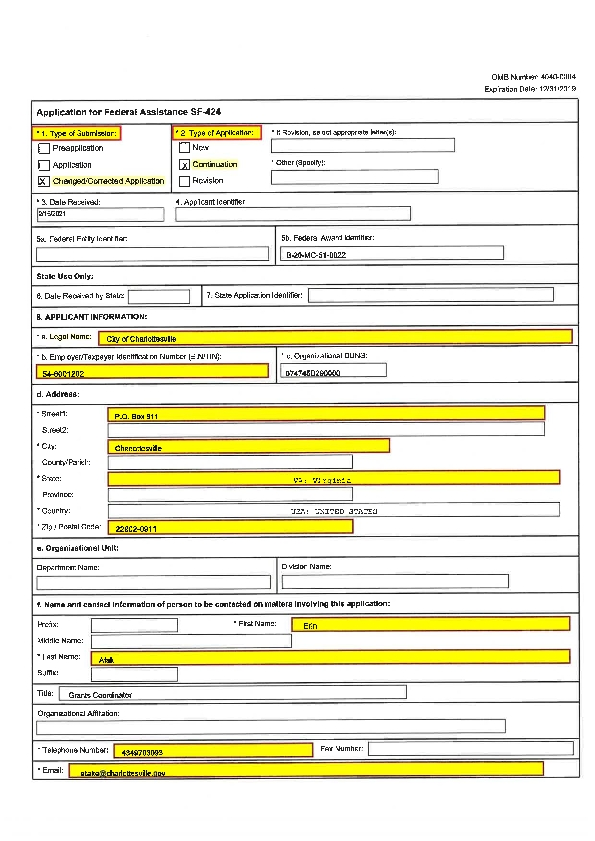 OMB Number: 4040-0004
Expiration Date: 12/31/2019
Application for Federal Assistance SF-424
* 1. Type of Submission:
Preapplication
Application
X Changed/Corrected Application
* 2. Type of Application:
New
X Continuation
Revision
* If Revision, select appropriate letter(s):
* Other (Specify):
* 3. Date Received:
2/15/2021
4. Applicant Identifier
5a. Federal Entity Identifier:
5b. Federal Award Identifier:
B-20-MC-51-0022
State Use Only:
6. Date Received by State:
7. State Application Identifier:
8. APPLICANT INFORMATION:
* a. Legal Name: City of Charlottesville
* b. Employer/Taxpayer Identification Number (EIN/TIN):
54-6001202
* c. Organizational DUNS:
d. Address:
* Street1: P.O. Box 911
Street2:
* City: Charlottesville
County/Parish:
* State: VA: Virginia
Province:
* Country: USA: UNITED STATES
* Zip / Postal Code: 22902-0911
e. Organizational Unit:
Department Name:
Division Name:
f. Name and contact information of person to be contacted on matters involving this application:
Prefix:
* First Name: Erin
Middle Name:
* Last Name: Atak
Suffix:
Title: Grants Coordinator
Organizational Affiliation:
* Telephone Number: 4349703093
Fax Number:
* Email: atake@charlottesville.gov